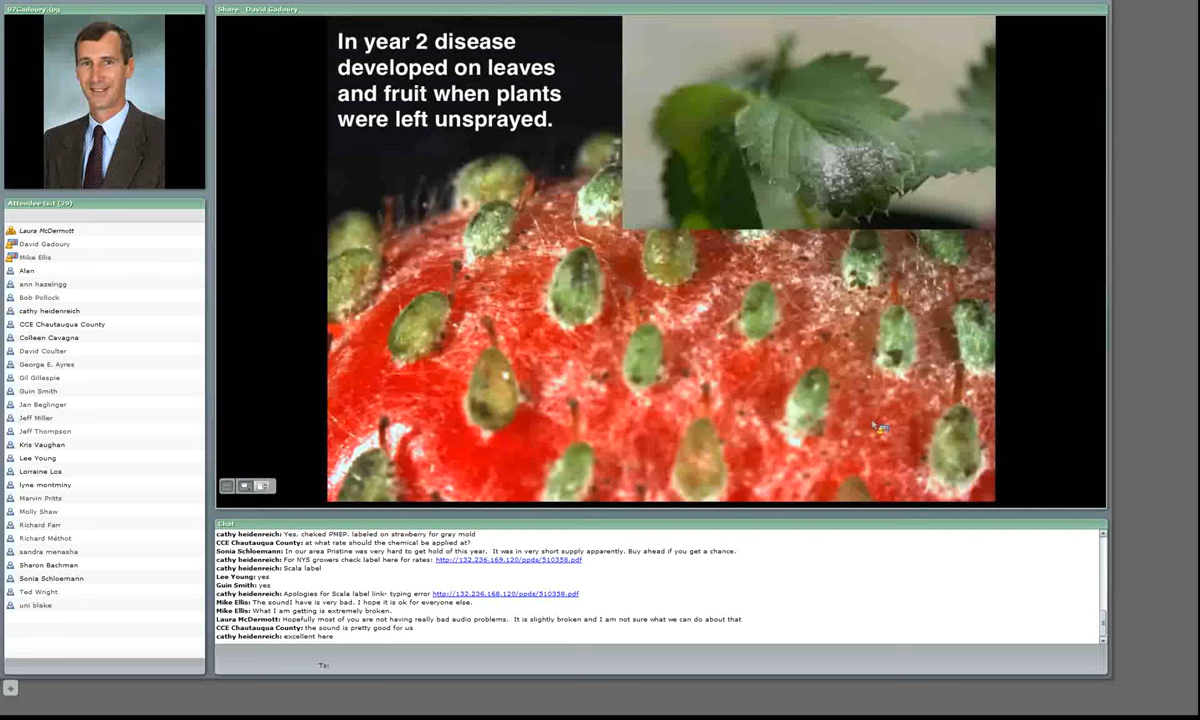 07Gadoury.jpg
Share - David Gadoury
In year 2 disease
developed on leaves
and fruit when plants
were left unsprayed.
Attendee List (29)
Laura McDermott
David Gadoury
Mike Ellis
Alan
ann hazelrigg
Bob Pollock
cathy heidenreich
CCE Chautauqua County
Colleen Cavagna
David Coulter
George E. Ayres
Gil Gillespie
Guin Smith
Jan Beglinger
Jeff Miller
Jeff Thompson
Kris Vaughan
Lee Young
Lorraine Los
lyne montminy
Marvin Pritts
Molly Shaw
Richard Farr
Richard Méthot
sandra menasha
Sharon Bachman
Sonia Schloemann
Ted Wright
uni blake
Chat
cathy heidenreich: Yes, cheked PMEP. labeled on strawberry for gray mold
CCE Chautauqua County: at what rate should the chemical be applied at?
Sonia Schloemann: In our area Pristine was very hard to get hold of this year. It was in very short supply apparently. Buy ahead if you get a chance.
cathy heidenreich: For NYS growers check label here for rates: http://132.236.169.120/ppds/510358.pdf
cathy heidenreich: Scala label
Lee Young: yes
Guin Smith: yes
cathy heidenreich: Apologies for Scala label link- typing error http://132.236.168.120/ppds/510358.pdf
Mike Ellis: The soundI have is very bad. I hope it is ok for everyone else.
Mike Ellis: What I am getting is extremely broken.
Laura McDermott: Hopefully most of you are not having really bad audio problems. It is slightly broken and I am not sure what we can do about that
CCE Chautauqua County: the sound is pretty good for us
cathy heidenreich: excellent here
To: